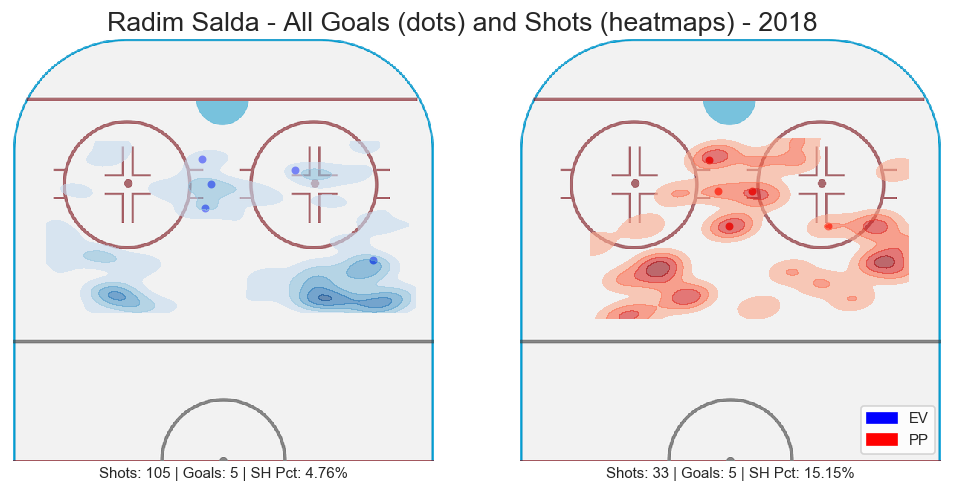 Radim Salda - All Goals (dots) and Shots (heatmaps) - 2018
EV
PP
Shots: 105 | Goals: 5 | SH Pct: 4.76%
Shots: 33 | Goals: 5 | SH Pct: 15.15%